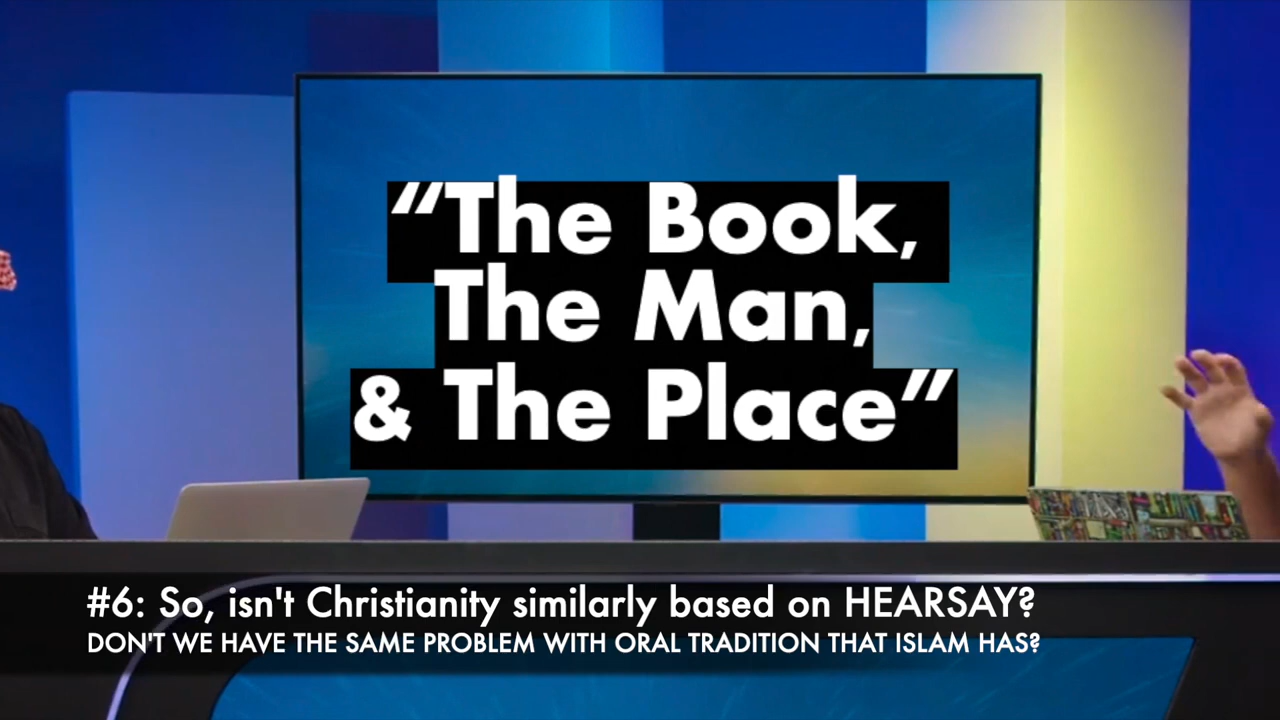 “The Book,
The Man,
& The Place”
#6: So, isn't Christianity similarly based on HEARSAY?
DON'T WE HAVE THE SAME PROBLEM WITH ORAL TRADITION THAT ISLAM HAS?